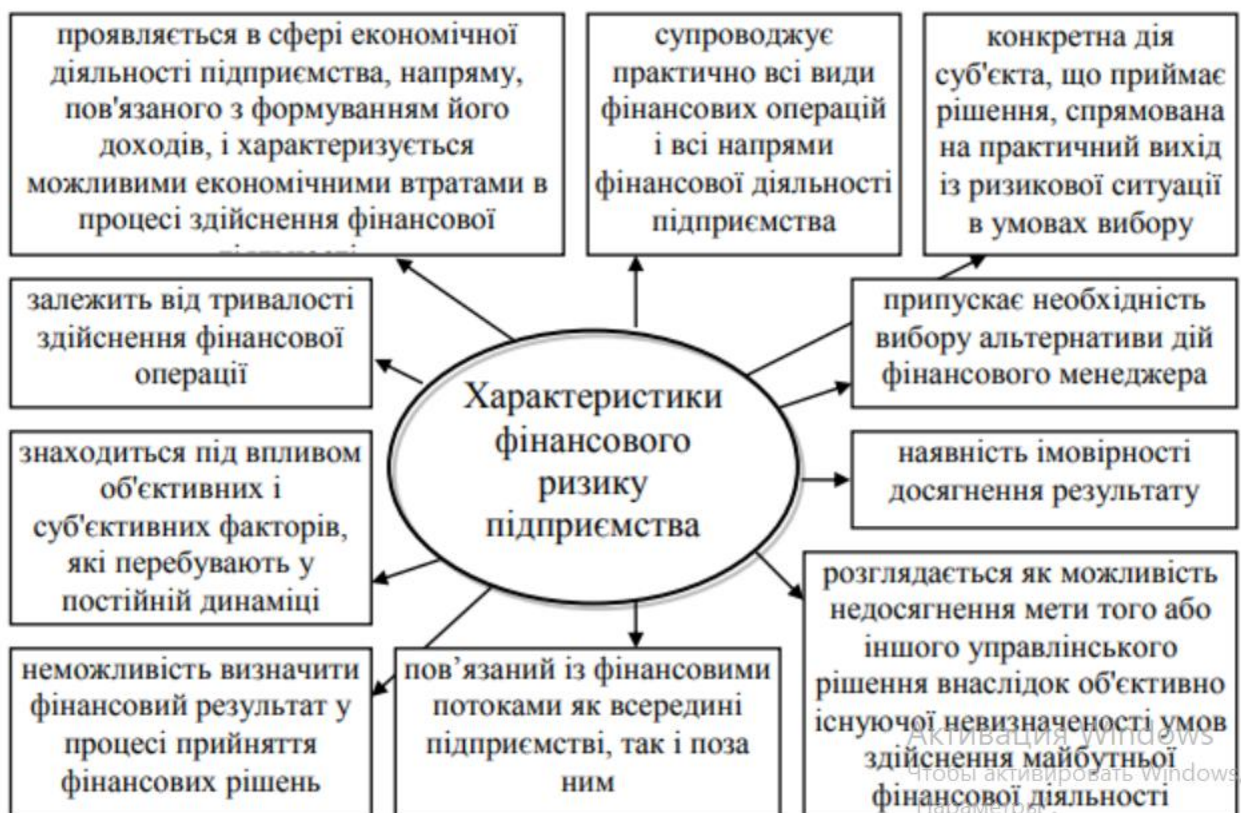 проявляється в сфері економічної
діяльності підприємства, напряму,
пов'язаного з формуванням його
доходів, і характеризується
можливими економічними втратами в
процесі здійснення фінансової
супроводжує
практично всі види
фінансових операцій
і всі напрями
фінансової діяльності
підприємства
конкретна дія
суб'єкта, що приймає
рішення, спрямована
на практичний вихід
із ризикової ситуації
в умовах вибору
залежить від тривалості
здійснення фінансової
операції
припускає необхідність
вибору альтернативи дій
фінансового менеджера
Характеристики
фінансового
ризику
підприємства
знаходиться під впливом
об'єктивних і
суб'єктивних факторів,
які перебувають у
постійній динаміці
наявність імовірності
досягнення результату
неможливість визначити
фінансовий результат у
процесі прийняття
фінансових рішень
пов’язаний із фінансовими
потоками як всередині
підприємстві, так і поза
ним
розглядається як можливість
недосягнення мети того або
іншого управлінського
рішення внаслідок об'єктивно
існуючої невизначеності умов
здійснення майбутньої
фінансової діяльності
Активация Windows
Чтобы активировать Windows,